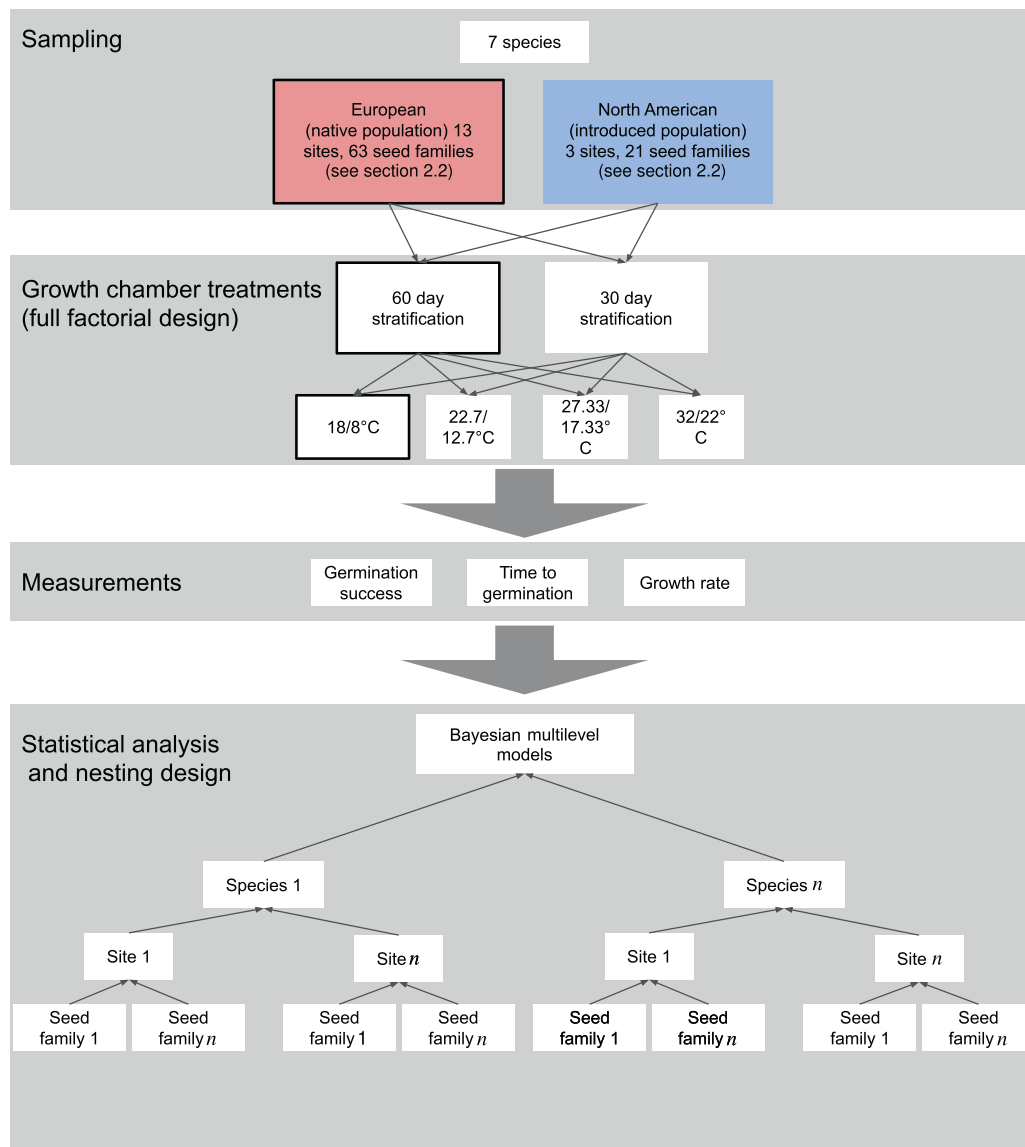 Sampling
7 species
European
(native population) 13
sites, 63 seed families
(see section 2.2)
North American
(introduced population)
3 sites, 21 seed families
(see section 2.2)
Growth chamber treatments
(full factorial design)
60 day
stratification
30 day
stratification
18/8°C
22.7/
12.7°C
27.33/
17.33°
C
32/22°
C
Measurements
Germination
success
Time to
germination
Growth rate
Statistical analysis
and nesting design
Bayesian multilevel
models
Species 1
Species n
Site 1
Site n
Site 1
Site n
Seed
family 1
Seed
family n
Seed
family 1
Seed
family n
Seed
family 1
Seed
family n
Seed
family 1
Seed
family n